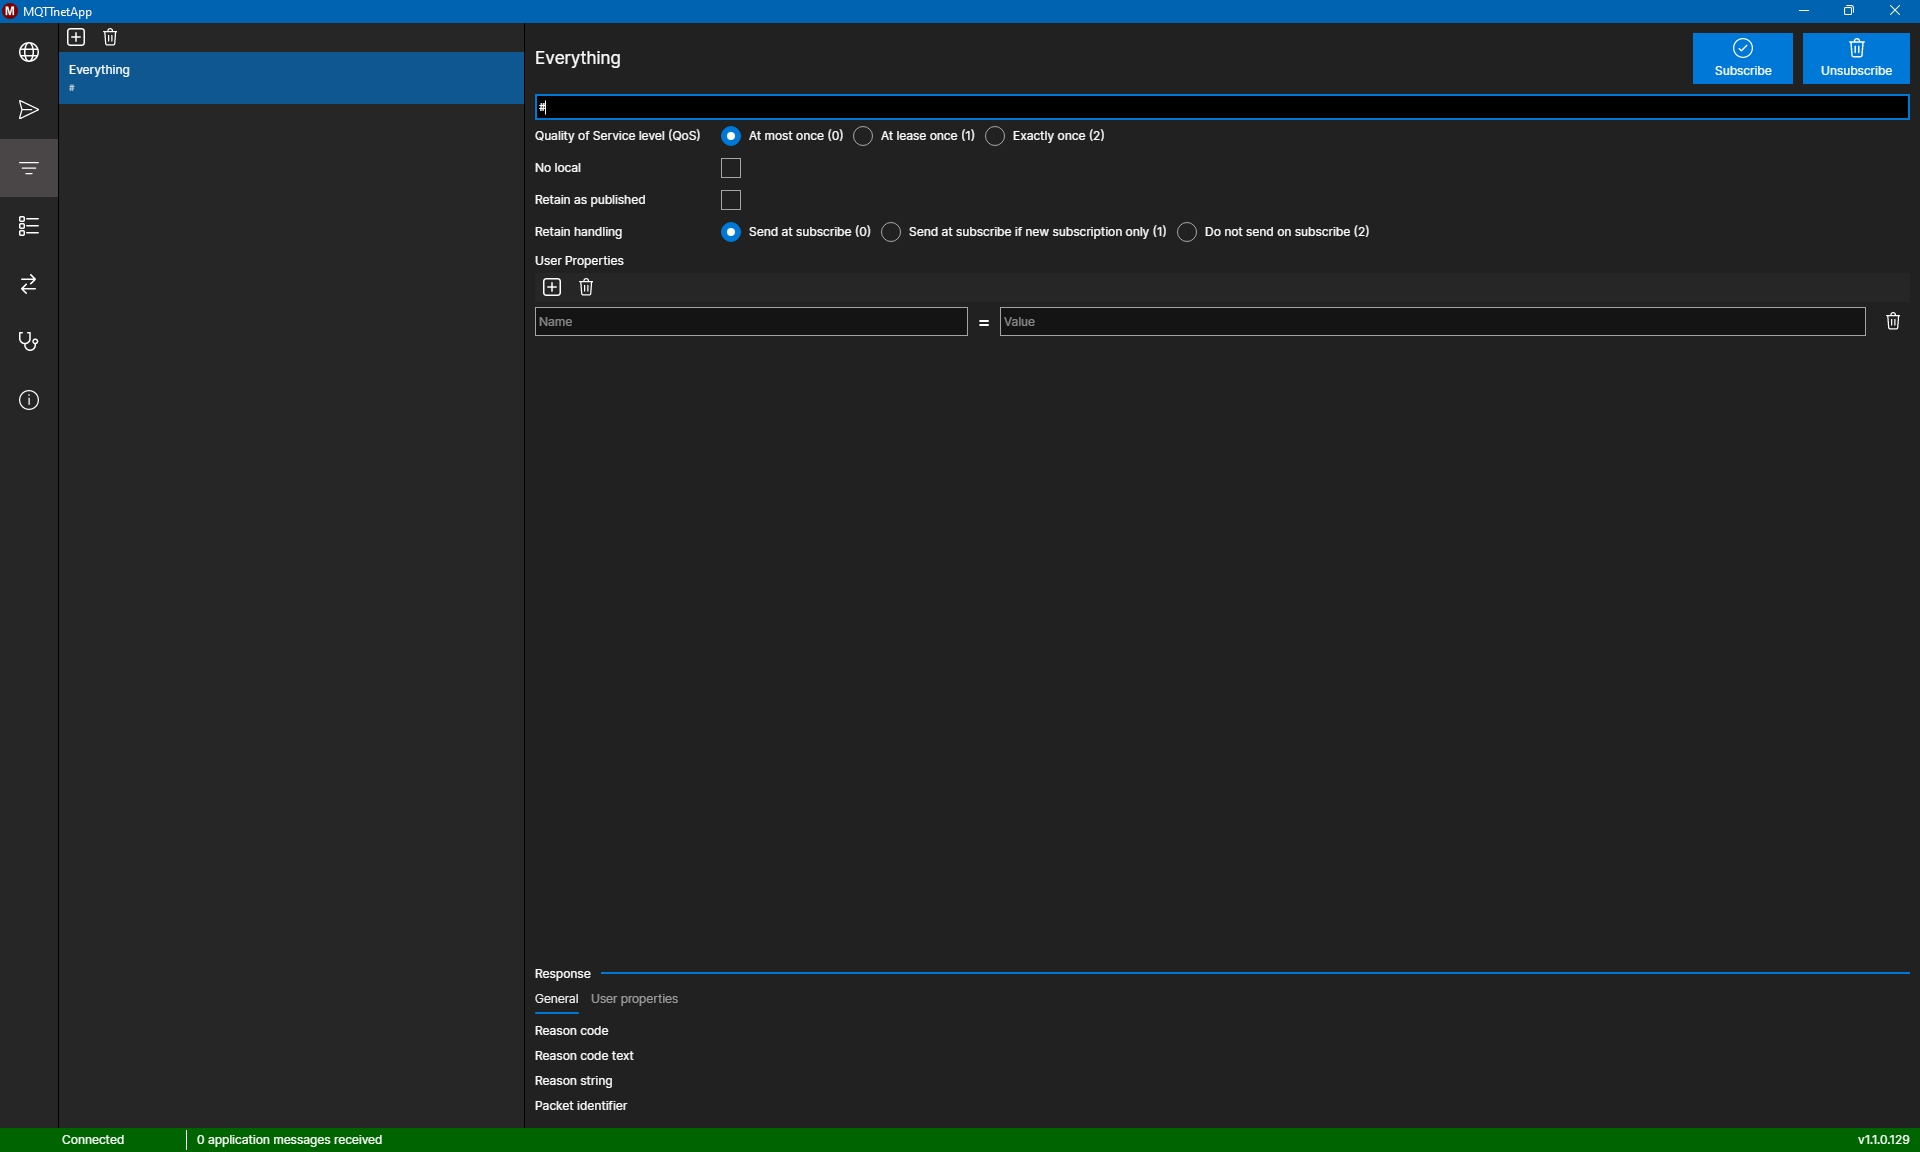 MQTTnetApp
Everything
#
Everything
Subscribe
Unsubscribe
#
Quality of Service level (QoS) At most once (0) At lease once (1) Exactly once (2)
No local
Retain as published
Retain handling Send at subscribe (0) Send at subscribe if new subscription only (1) Do not send on subscribe (2)
User Properties
Name = Value
Response
General User properties
Reason code
Reason code text
Reason string
Packet identifier
Connected 0 application messages received v1.1.0.129